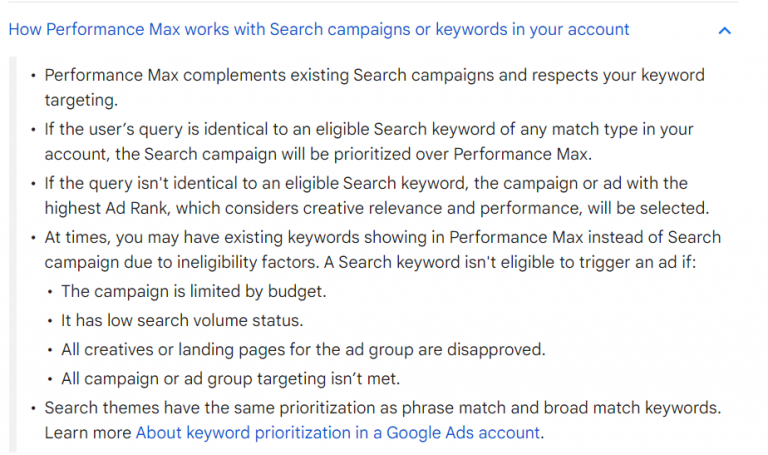 How Performance Max works with Search campaigns or keywords in your account
• Performance Max complements existing Search campaigns and respects your keyword
targeting.
• If the user’s query is identical to an eligible Search keyword of any match type in your
account, the Search campaign will be prioritized over Performance Max.
• If the query isn't identical to an eligible Search keyword, the campaign or ad with the
highest Ad Rank, which considers creative relevance and performance, will be selected.
• At times, you may have existing keywords showing in Performance Max instead of Search
campaign due to ineligibility factors. A Search keyword isn't eligible to trigger an ad if:
• The campaign is limited by budget.
• It has low search volume status.
• All creatives or landing pages for the ad group are disapproved.
• All campaign or ad group targeting isn’t met.
• Search themes have the same prioritization as phrase match and broad match keywords.
Learn more About keyword prioritization in a Google Ads account.